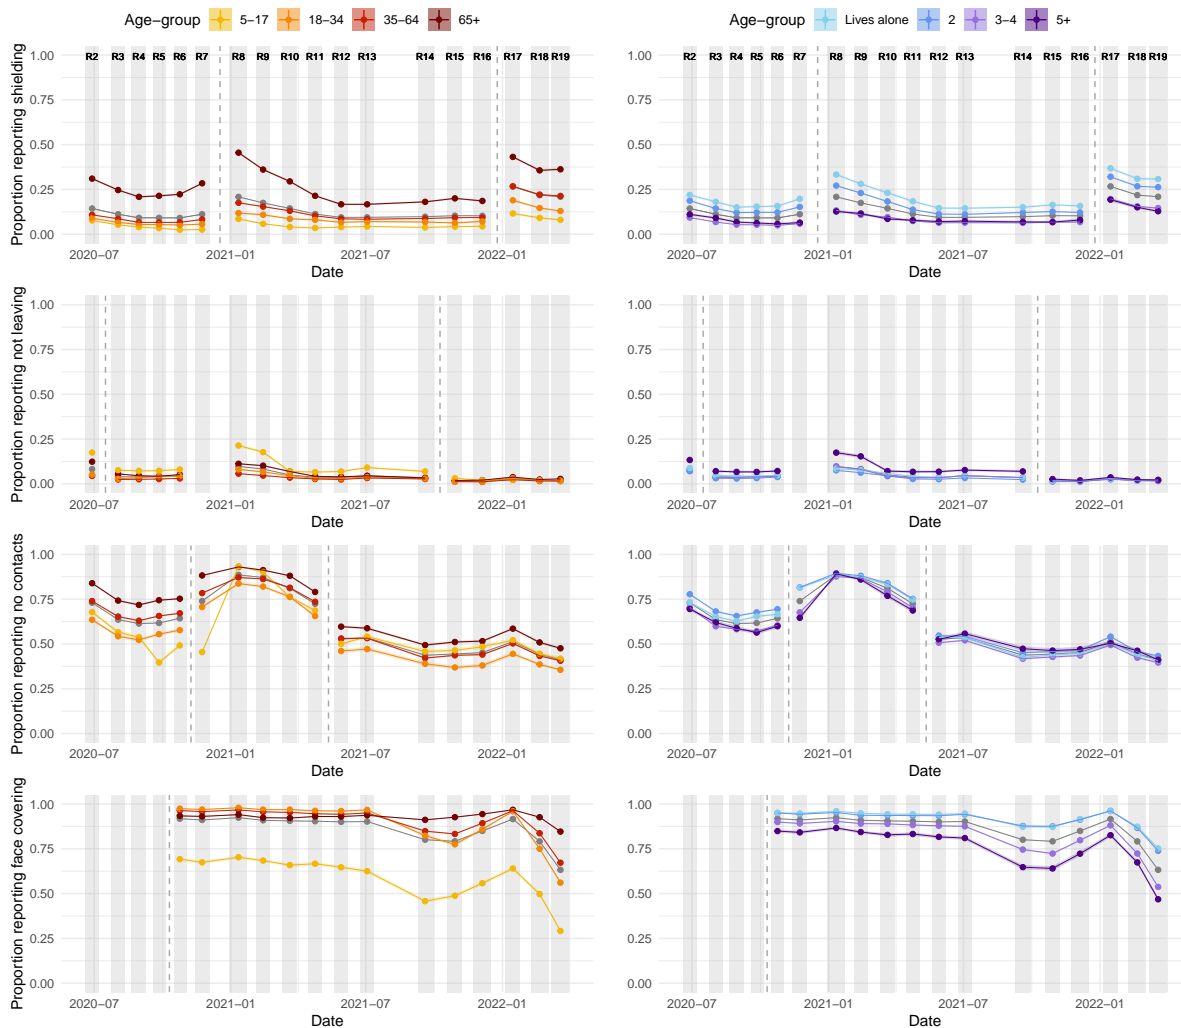 Age−group 5−17 18−34 35−64 65+
Age−group Lives alone 2 3−4 5+
Proportion reporting shielding
1.00
0.75
0.50
0.25
0.00
R2 R3 R4 R5 R6 R7 R8 R9 R10 R11 R12 R13 R14 R15 R16 R17 R18 R19
2020−07 2021−01 2021−07 2022−01
Date
1.00
0.75
0.50
0.25
0.00
R2 R3 R4 R5 R6 R7 R8 R9 R10 R11 R12 R13 R14 R15 R16 R17 R18 R19
2020−07 2021−01 2021−07 2022−01
Date
Proportion reporting not leaving
1.00
0.75
0.50
0.25
0.00
2020−07 2021−01 2021−07 2022−01
Date
1.00
0.75
0.50
0.25
0.00
2020−07 2021−01 2021−07 2022−01
Date
Proportion reporting no contacts
1.00
0.75
0.50
0.25
0.00
2020−07 2021−01 2021−07 2022−01
Date
1.00
0.75
0.50
0.25
0.00
2020−07 2021−01 2021−07 2022−01
Date
Proportion reporting face covering
1.00
0.75
0.50
0.25
0.00
2020−07 2021−01 2021−07 2022−01
Date
1.00
0.75
0.50
0.25
0.00
2020−07 2021−01 2021−07 2022−01
Date